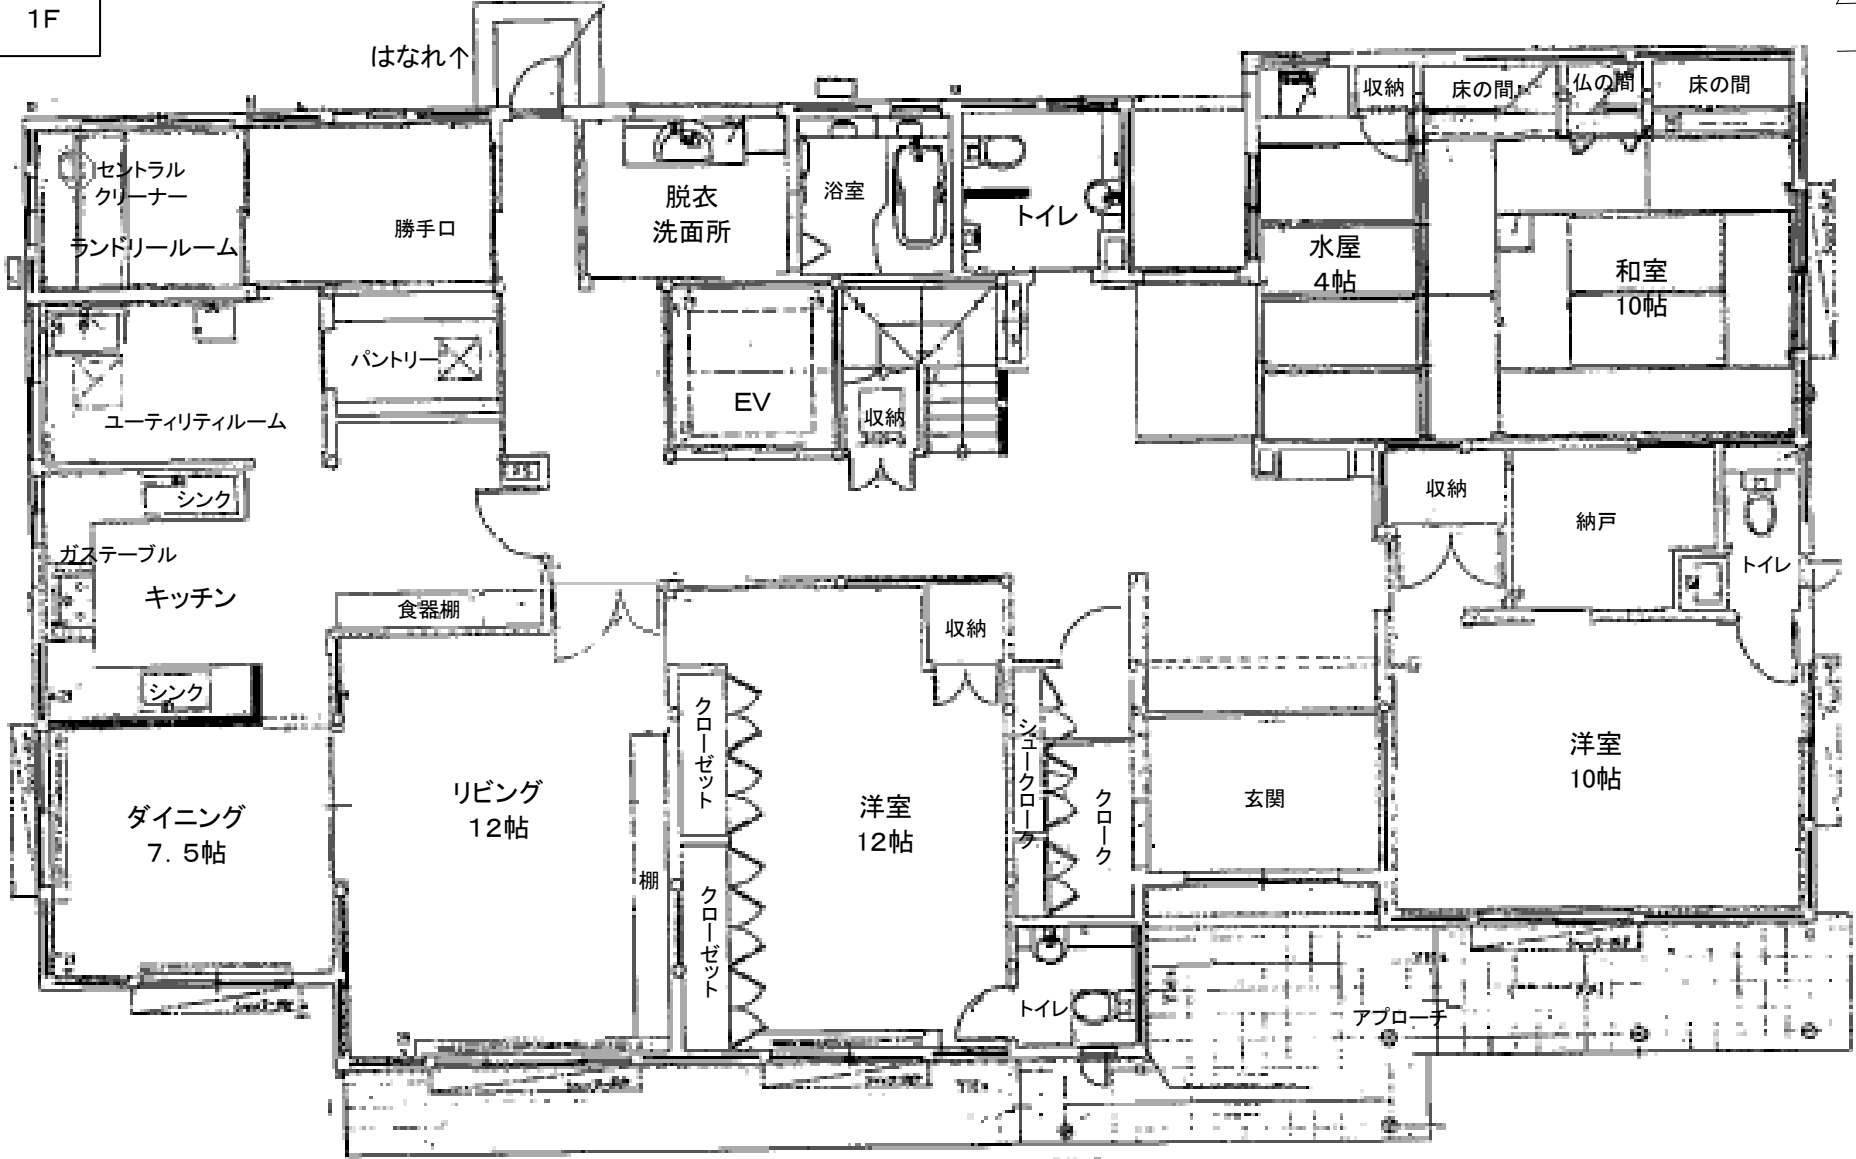 1F
はなれ↑
収納
床の間
仏の間
床の間
セントラル
クリーナー
ランドリールーム
勝手口
脱衣
洗面所
浴室
トイレ
水屋
4帖
和室
10帖
パントリー
ユーティリティルーム
EV
収納
シンク
ガステーブル
キッチン
食器棚
シンク
収納
収納
納戸
トイレ
クローゼット
シュークローク
クローク
玄関
洋室
10帖
ダイニング
7.5帖
リビング
12帖
棚
クローゼット
洋室
12帖
トイレ
アプローチ